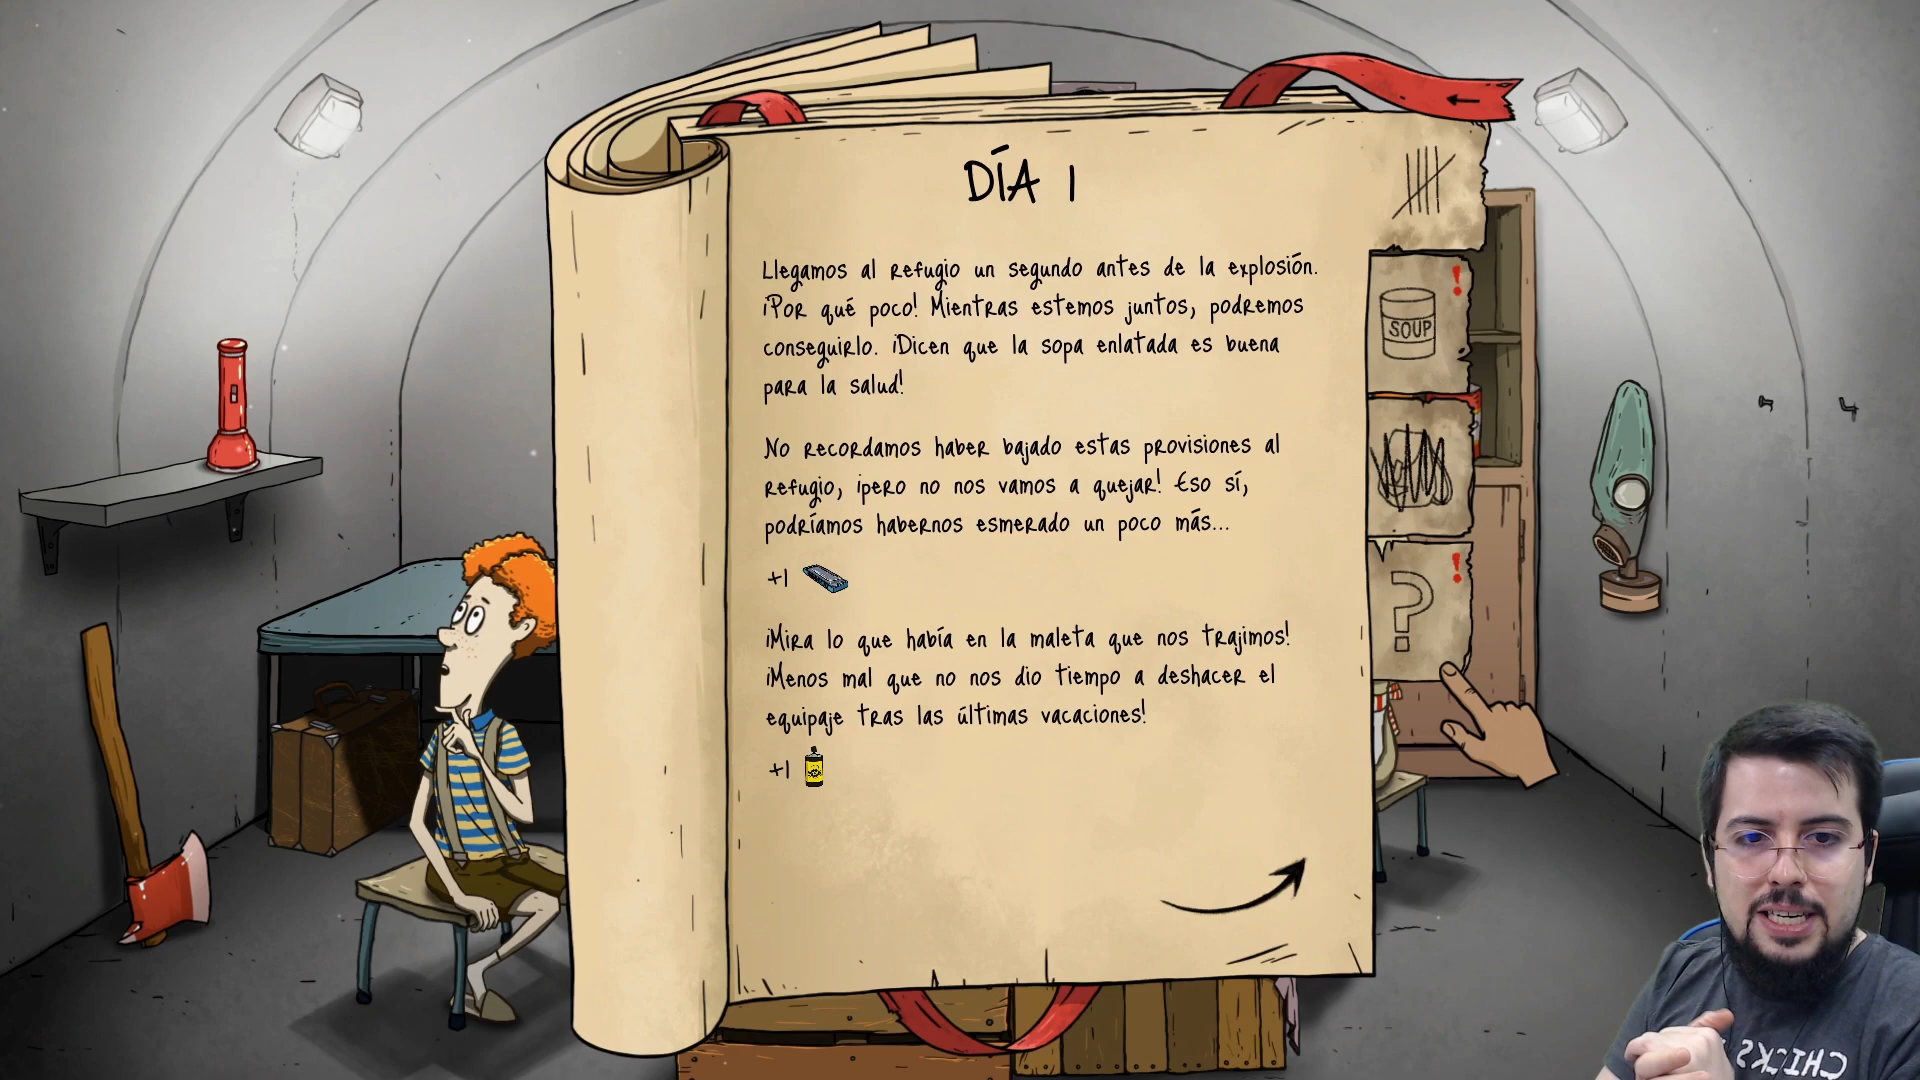 DÍA 1
Llegamos al refugio un segundo antes de la explosión.
¡Por qué poco! Mientras estemos juntos, podremos
conseguirlo. ¡Dicen que la sopa enlatada es buena
para la salud!
No recordamos haber bajado estas provisiones al
refugio, ¡pero no nos vamos a quejar! Eso sí,
podríamos habernos esmerado un poco más...
+1
¡Mira lo que había en la maleta que nos trajimos!
¡Menos mal que no nos dio tiempo a deshacer el
equipaje tras las últimas vacaciones!
+1
SOUP
!
?
!
CHICKS